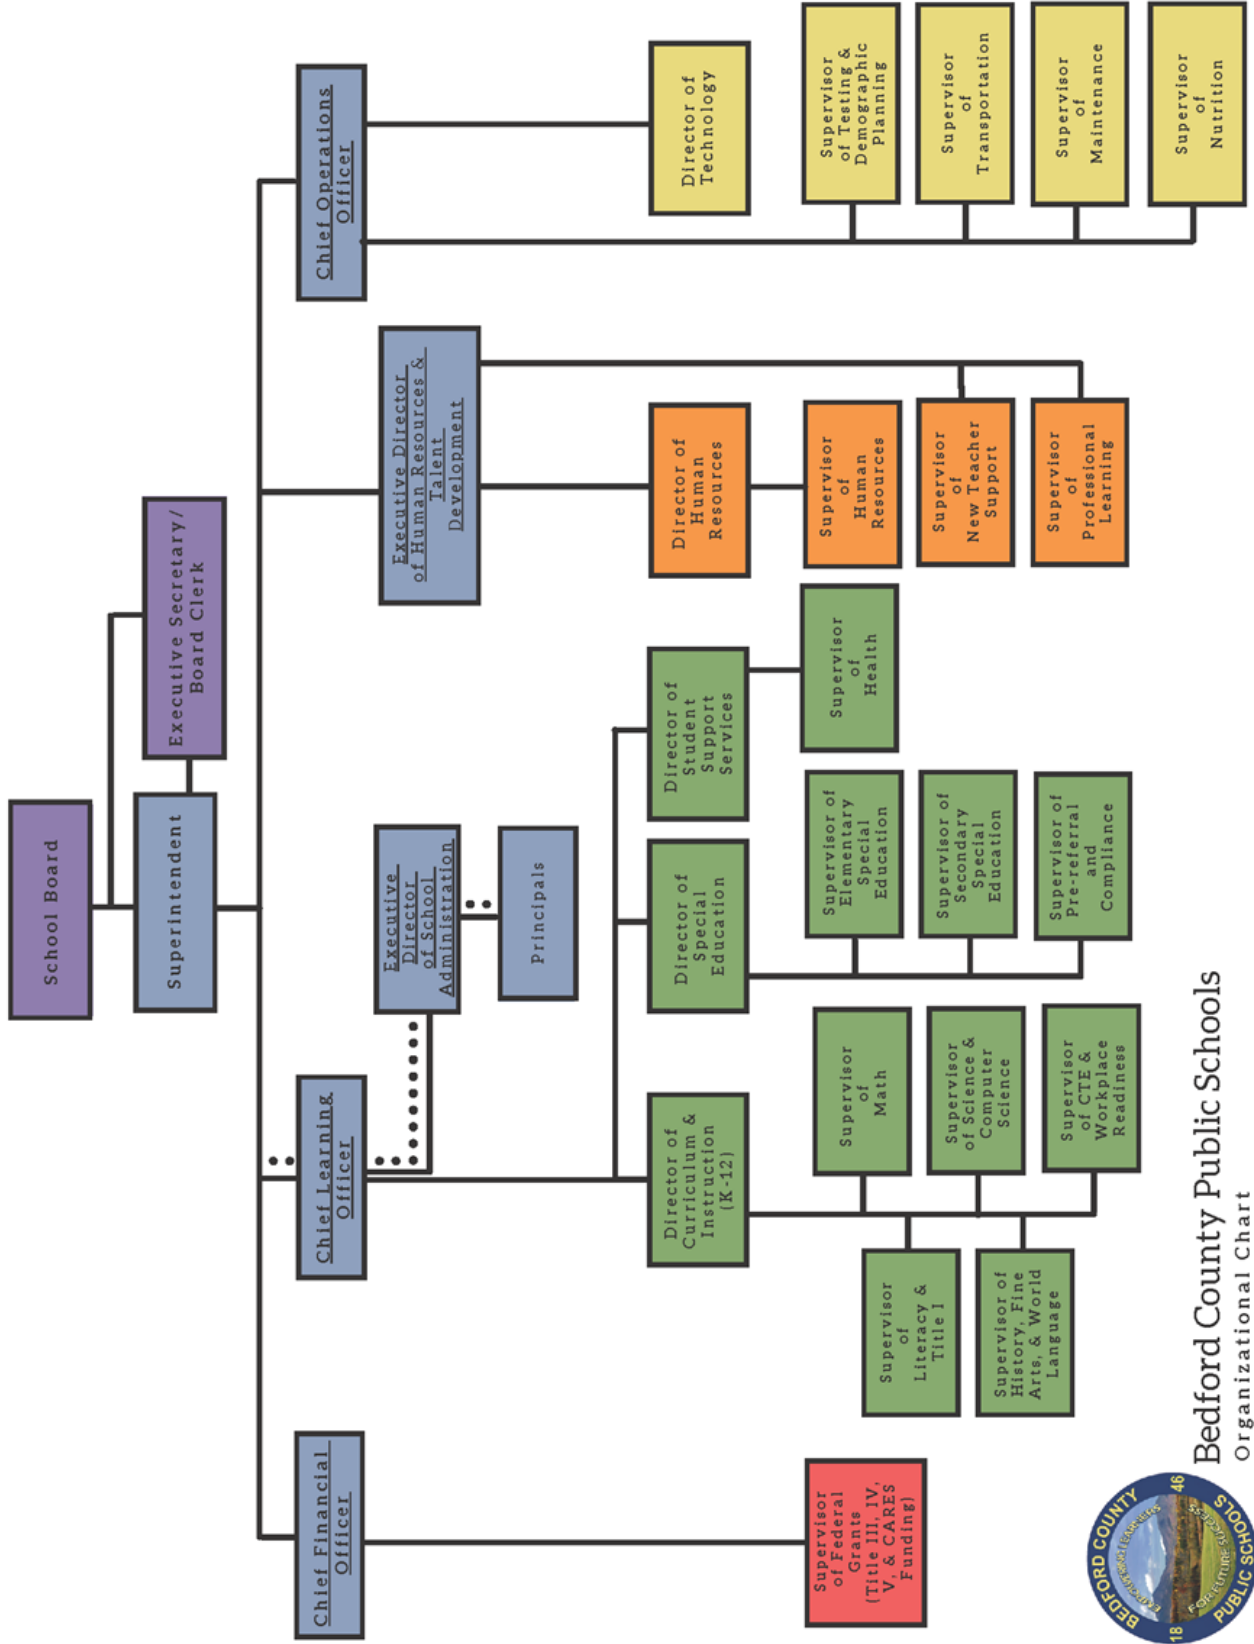 School Board
Superintendent
Executive Secretary/
Board Clerk
Chief Financial
Officer
Chief Learning
Officer
Chief Operations
Officer
Executive
Director
of School
Administration
Executive Director
of Human Resources &
Talent
Development
Principals
Director of
Curriculum &
Instruction
(K-12)
Director of
Special
Education
Director of
Student
Support
Services
Director of
Human
Resources
Director of
Technology
Supervisor
of Federal
Grants
(Title III, IV,
V, & CARES
Funding)
Supervisor
of
Literacy &
Title I
Supervisor of
History, Fine
Arts, & World
Language
Supervisor
of
Math
Supervisor
of Science &
Computer
Science
Supervisor
of CTE &
Workplace
Readiness
Supervisor of
Elementary
Special
Education
Supervisor of
Secondary
Special
Education
Supervisor of
Pre-referral
and
Compliance
Supervisor
of
Health
Supervisor
of
Human
Resources
Supervisor
of
New Teacher
Support
Supervisor
of
Professional
Learning
Supervisor
of Testing &
Demographic
Planning
Supervisor
of
Transportation
Supervisor
of
Maintenance
Supervisor
of
Nutrition
BEDFORD COUNTY
EMPOWERING LEARNERS
18 46
FOR FUTURE SUCCESS
PUBLIC SCHOOLS
Bedford County Public Schools
Organizational Chart